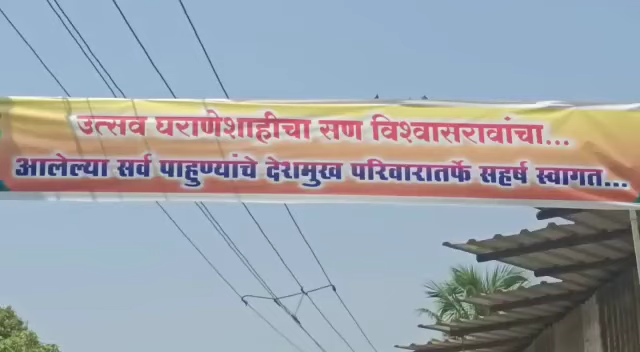 उत्सव घराणेशाहीचा सण विश्वासरावांचा...
आलेल्या सर्व पाहुण्यांचे देशमुख परिवारातर्फे सहर्ष स्वागत...